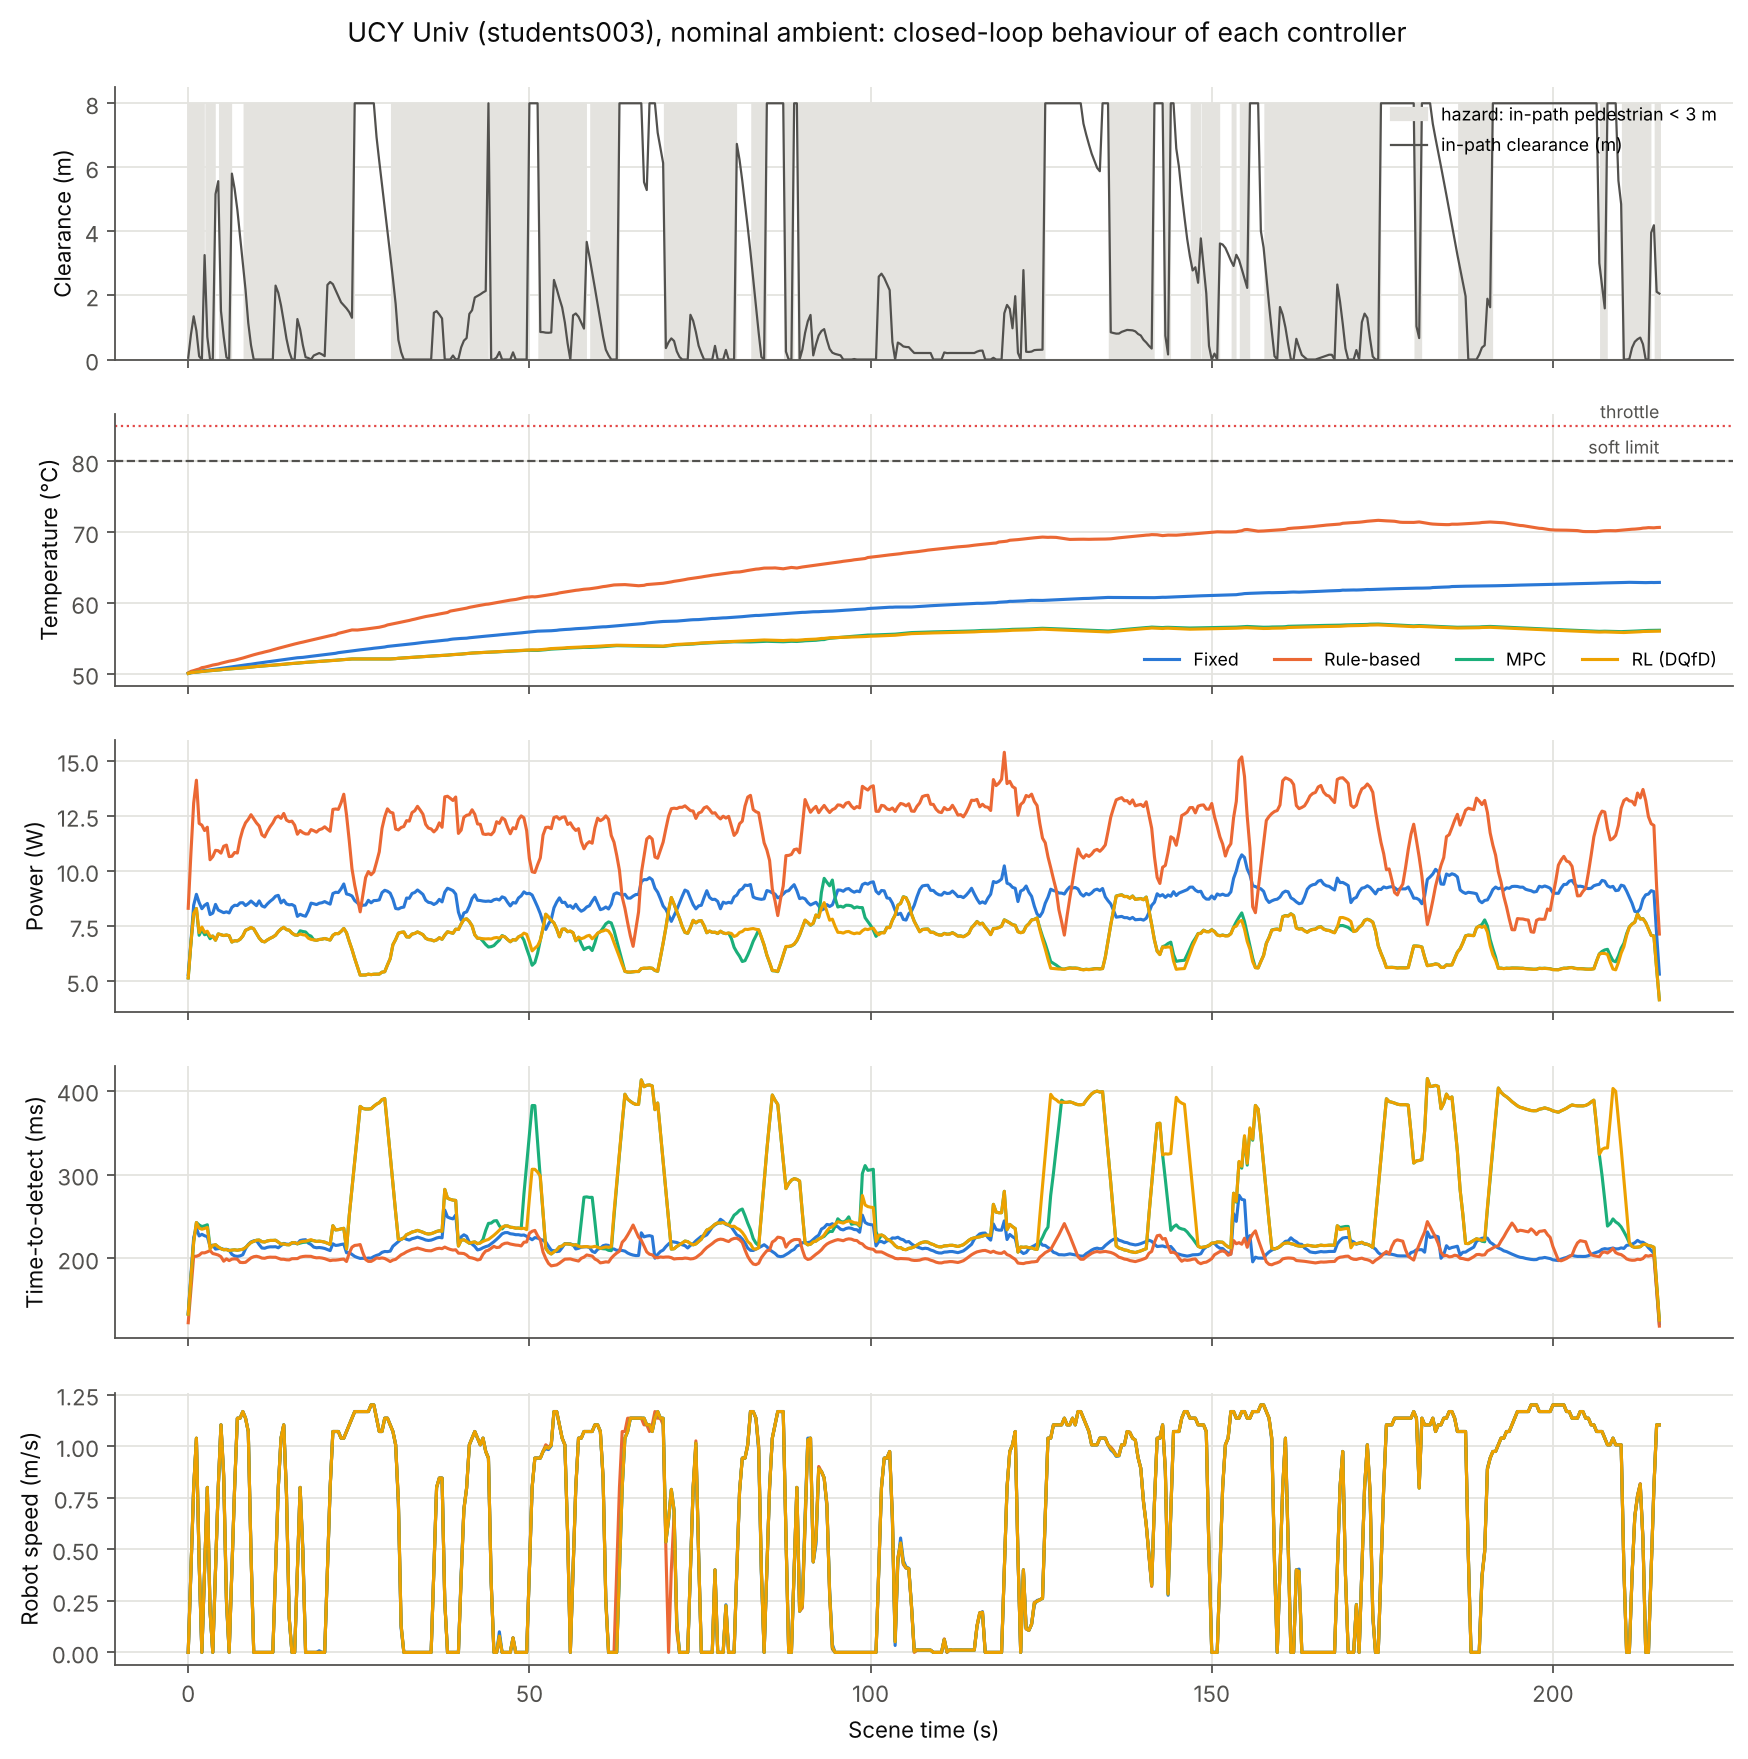 UCY Univ (students003), nominal ambient: closed-loop behaviour of each controller
Clearance (m)
8
6
4
2
0
hazard: in-path pedestrian < 3 m
in-path clearance (m)
Temperature (°C)
80
70
60
50
throttle
soft limit
Fixed
Rule-based
MPC
RL (DQfD)
Power (W)
15.0
12.5
10.0
7.5
5.0
Time-to-detect (ms)
400
300
200
Robot speed (m/s)
1.25
1.00
0.75
0.50
0.25
0.00
0
50
100
150
200
Scene time (s)